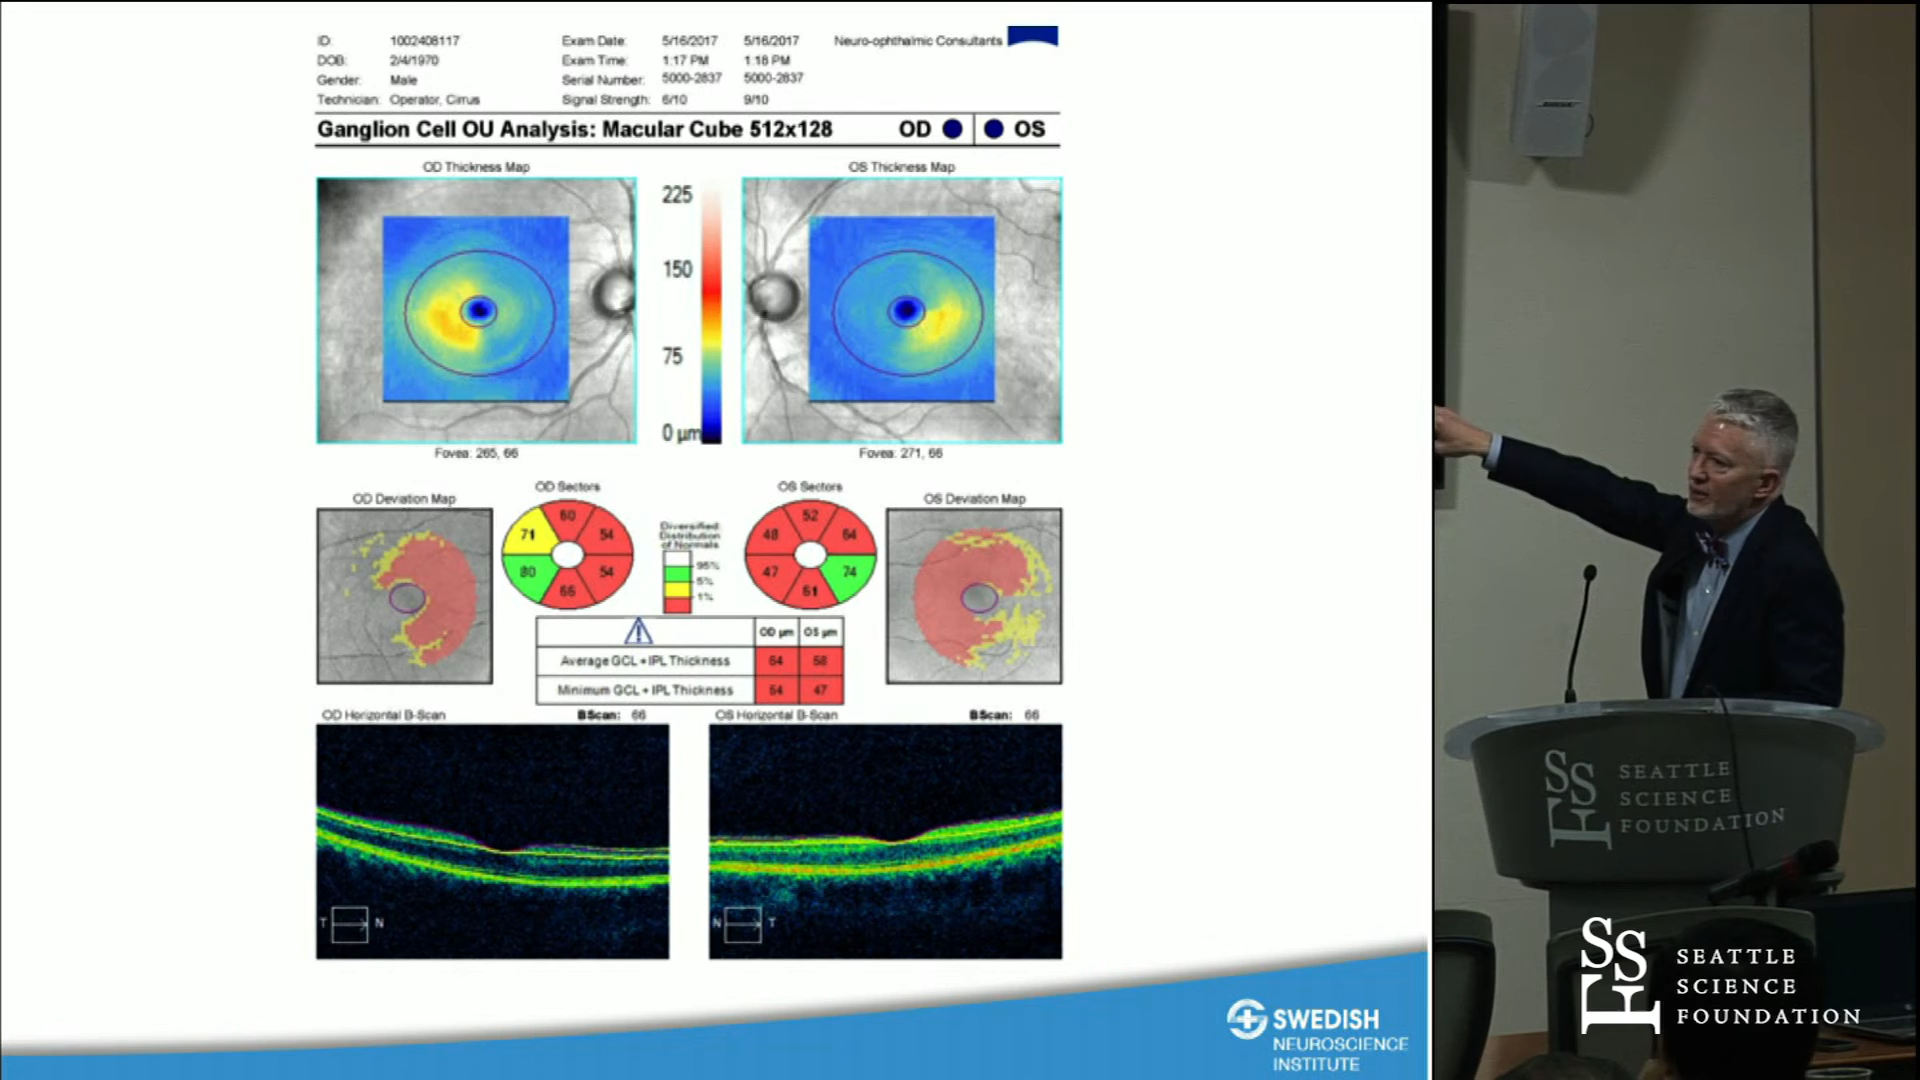 ID: 1002408117 Exam Date: 5/16/2017 5/16/2017 Neuro-ophthalmic Consultants
DOB: 2/4/1970 Exam Time: 1:17 PM 1:18 PM
Gender: Male Serial Number: 5000-2837 5000-2837
Technician: Operator, Cirrus Signal Strength: 6/10 9/10
Ganglion Cell OU Analysis: Macular Cube 512x128 OD OS
OD Thickness Map
OS Thickness Map
225
150
75
0 µm
Fovea: 265, 66
Fovea: 271, 66
OD Deviation Map
OD Sectors
OS Sectors
OS Deviation Map
60
71 54
80 54
66
Diversified:
Distribution
of Normals
95%
5%
1%
52
48 64
47 74
61
OD µm OS µm
Average GCL + IPL Thickness 64 58
Minimum GCL + IPL Thickness 54 47
OD Horizontal B-Scan BScan: 66
OS Horizontal B-Scan BScan: 66
T N
N T
SWEDISH
NEUROSCIENCE
INSTITUTE
BOSE
SSF
SEATTLE
SCIENCE
FOUNDATION
SSF
SEATTLE
SCIENCE
FOUNDATION